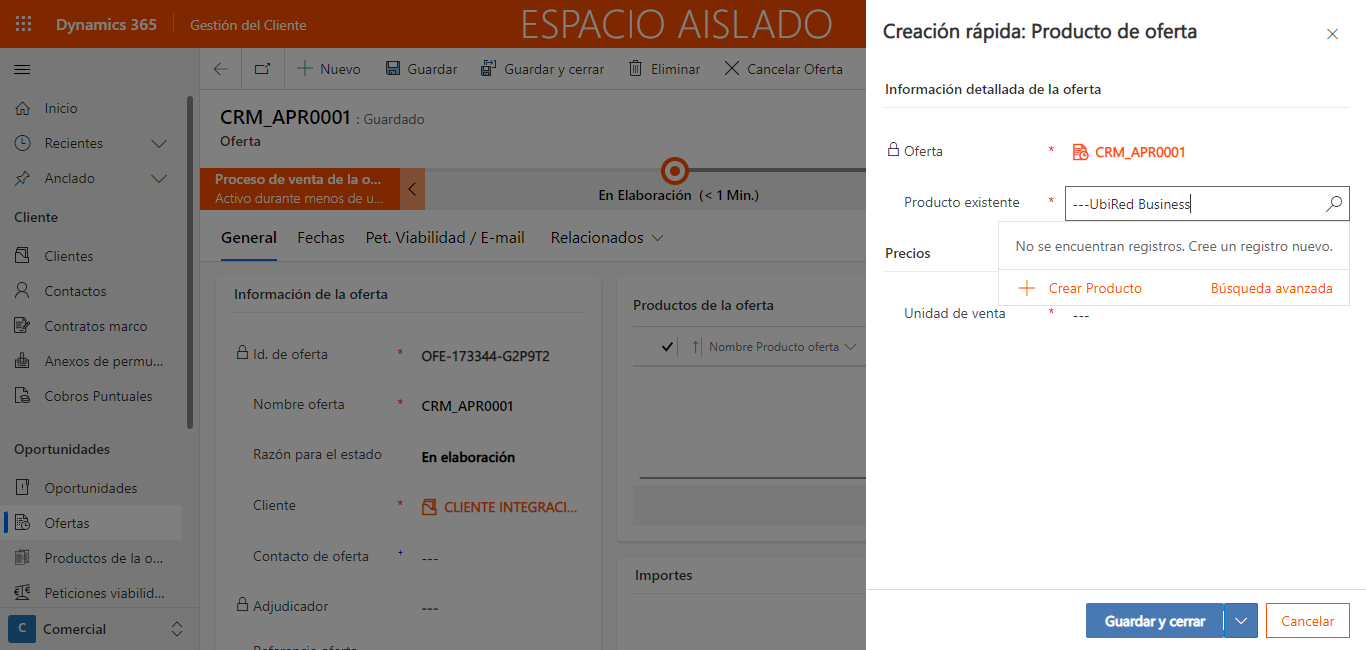 Dynamics 365
Gestión del Cliente
ESPACIO AISLADO
Nuevo
Guardar
Guardar y cerrar
Eliminar
Cancelar Oferta
Inicio
Recientes
Anclado
Cliente
Clientes
Contactos
Contratos marco
Anexos de permu...
Cobros Puntuales
Oportunidades
Oportunidades
Ofertas
Productos de la o...
Peticiones viabilid...
C
Comercial
CRM_APR0001 : Guardado
Oferta
Proceso de venta de la o...
Activo durante menos de u...
En Elaboración (< 1 Min.)
General
Fechas
Pet. Viabilidad / E-mail
Relacionados
Información de la oferta
Id. de oferta
*
OFE-173344-G2P9T2
Nombre oferta
*
CRM_APR0001
Razón para el estado
En elaboración
Cliente
*
CLIENTE INTEGRACI...
Contacto de oferta
+
---
Adjudicador
---
Productos de la oferta
Nombre Producto oferta
Importes
Creación rápida: Producto de oferta
Información detallada de la oferta
Oferta
*
CRM_APR0001
Producto existente
*
---UbiRed Business
No se encuentran registros. Cree un registro nuevo.
Crear Producto
Búsqueda avanzada
Precios
Unidad de venta
*
---
Guardar y cerrar
Cancelar